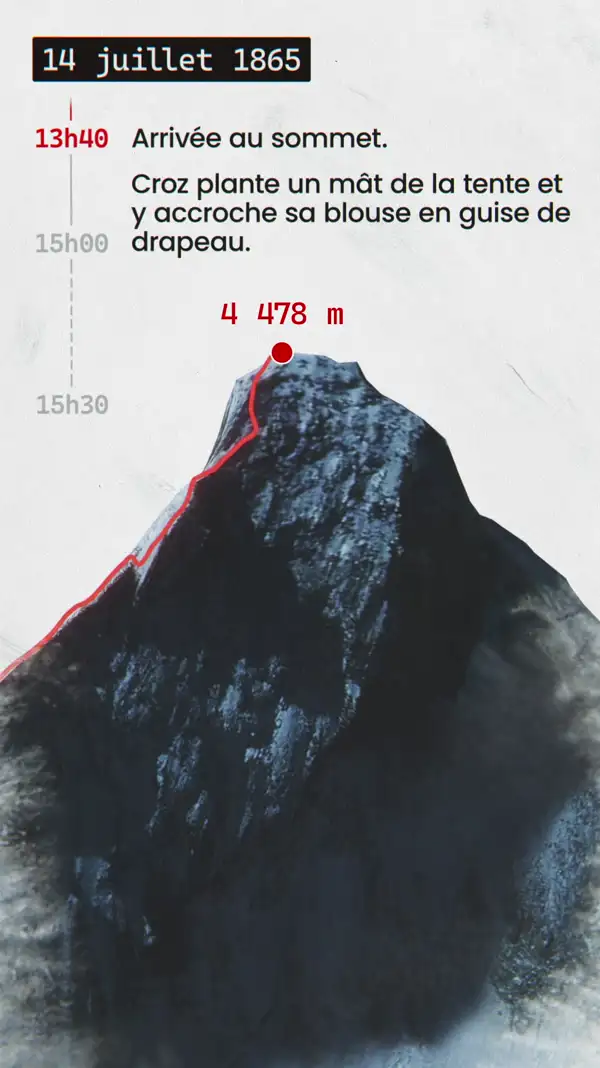 14 juillet 1865
13h40 Arrivée au sommet.
Croz plante un mât de la tente et
y accroche sa blouse en guise de
15h00 drapeau.
4 478 m
15h30